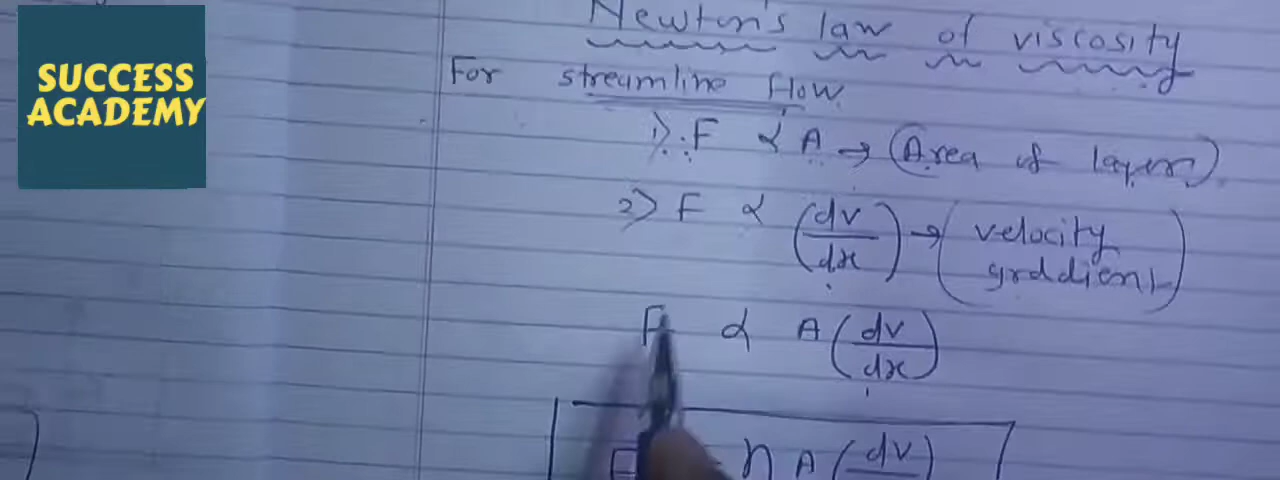 SUCCESS
ACADEMY
Newton's law of viscosity
For streamline flow.
1) F ∝ A → (Area of layer)
2) F ∝ (dv/dx) → (velocity gradient)
F ∝ A (dv/dx)
F η A (dv